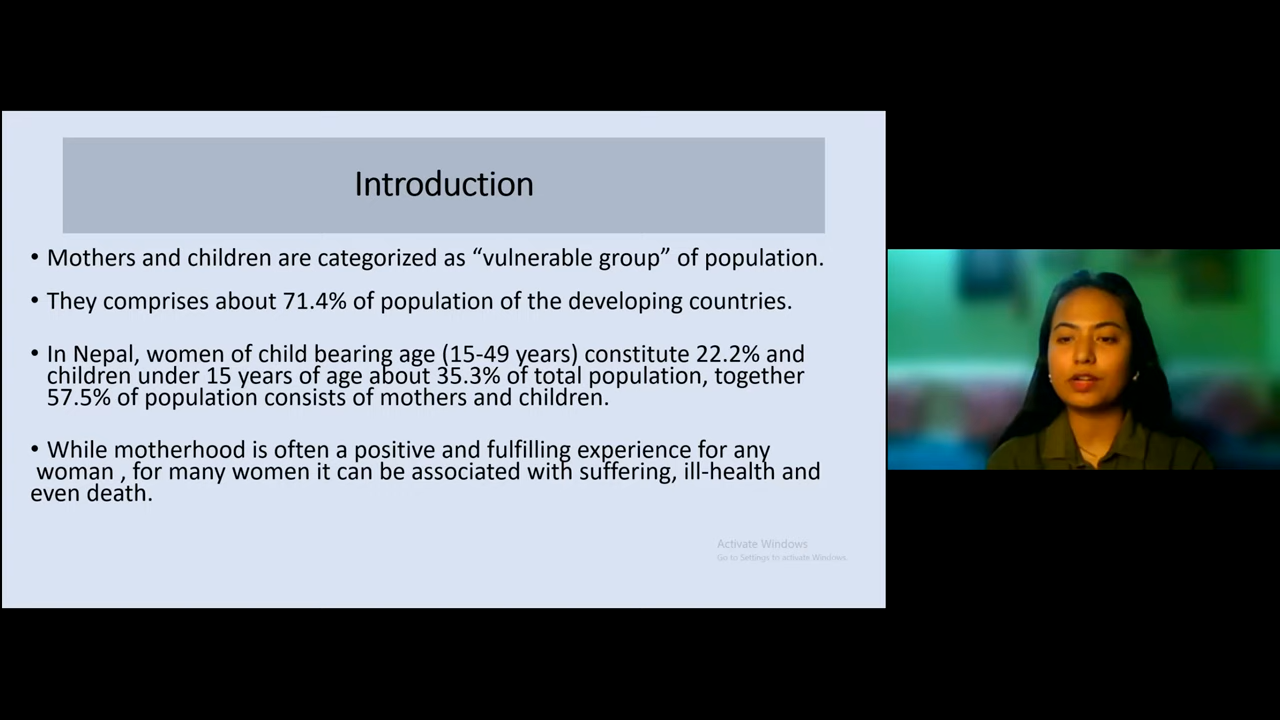 Introduction
• Mothers and children are categorized as “vulnerable group” of population.
• They comprises about 71.4% of population of the developing countries.
• In Nepal, women of child bearing age (15-49 years) constitute 22.2% and
children under 15 years of age about 35.3% of total population, together
57.5% of population consists of mothers and children.
• While motherhood is often a positive and fulfilling experience for any
woman , for many women it can be associated with suffering, ill-health and
even death.
Activate Windows
Go to Settings to activate Windows.